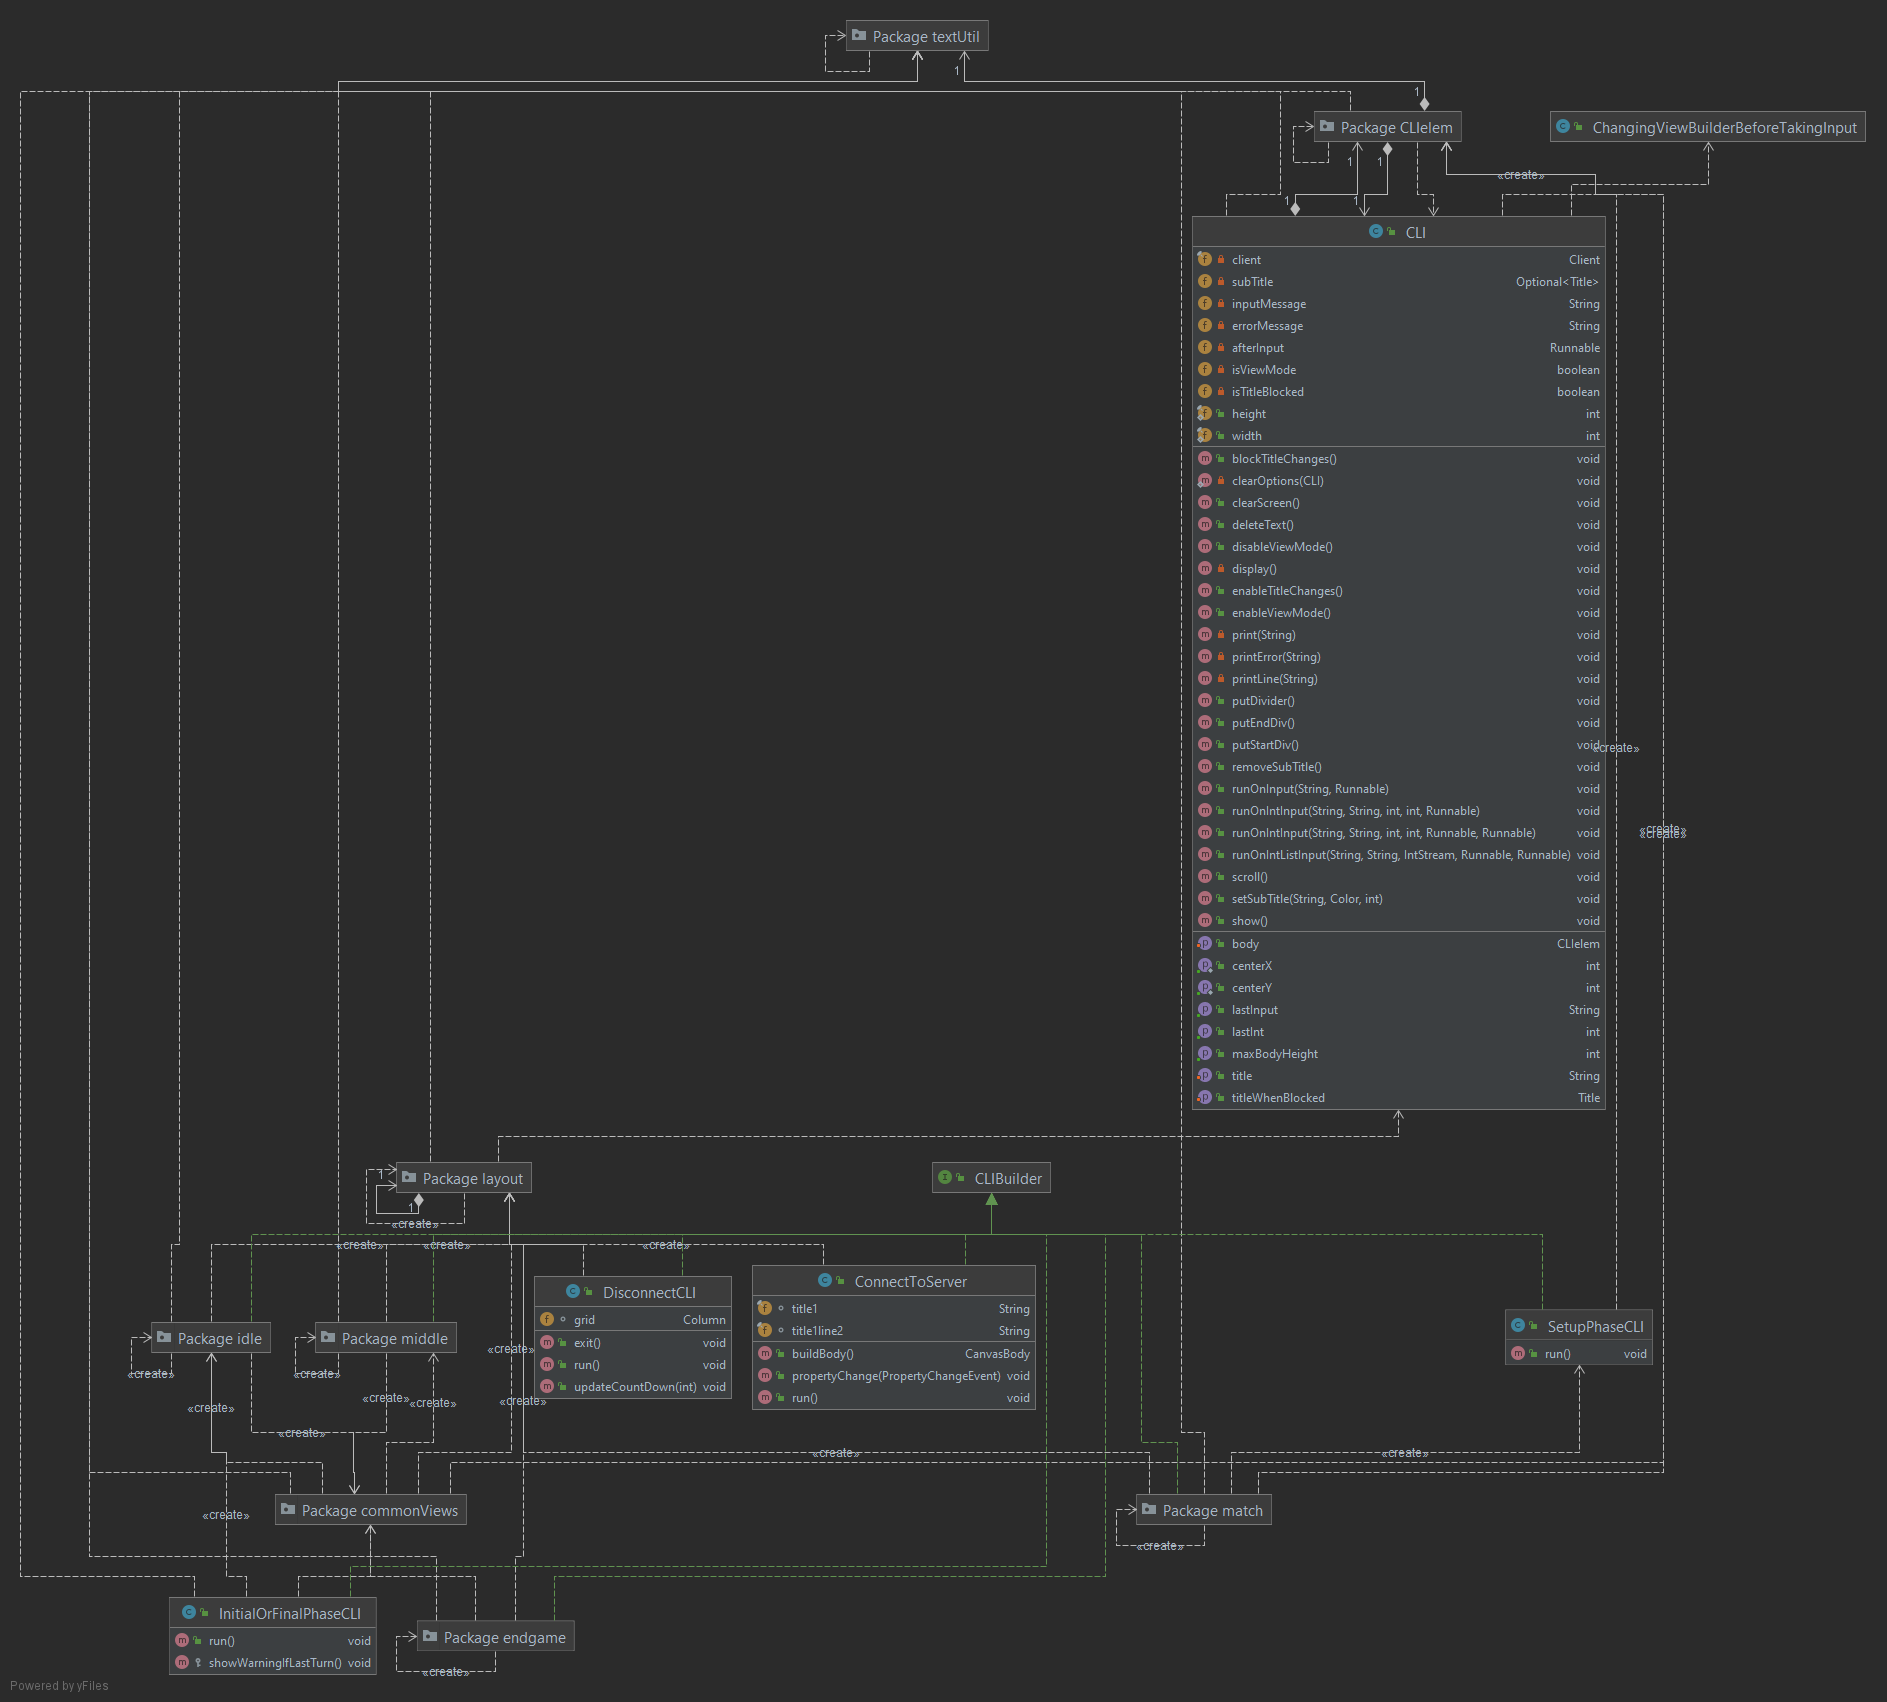 Package textUtil
1
1
Package CLIelem
ChangingViewBuilderBeforeTakingInput
1
1
«create»
1
1
CLI
client Client
subTitle Optional<Title>
inputMessage String
errorMessage String
afterInput Runnable
isViewMode boolean
isTitleBlocked boolean
height int
width int
blockTitleChanges() void
clearOptions(CLI) void
clearScreen() void
deleteText() void
disableViewMode() void
display() void
enableTitleChanges() void
enableViewMode() void
print(String) void
printError(String) void
printLine(String) void
putDivider() void
putEndDiv() void
putStartDiv() void
«create»
removeSubTitle() void
runOnInput(String, Runnable) void
runOnIntInput(String, String, int, int, Runnable) void
runOnIntInput(String, String, int, int, Runnable, Runnable) void
«create»
«create»
runOnIntListInput(String, String, IntStream, Runnable, Runnable) void
scroll() void
setSubTitle(String, Color, int) void
show() void
body CLIelem
centerX int
centerY int
lastInput String
lastInt int
maxBodyHeight int
title String
titleWhenBlocked Title
1
Package layout
CLIBuilder
1
«create»
«create»
«create»
«create»
DisconnectCLI
grid Column
exit() void
run() void
updateCountDown(int) void
ConnectToServer
title1 String
title1line2 String
buildBody() CanvasBody
propertyChange(PropertyChangeEvent) void
run() void
SetupPhaseCLI
run() void
Package idle
Package middle
«create»
«create»
«create»
«create»
«create»
«create»
«create»
«create»
«create»
«create»
Package commonViews
Package match
«create»
«create»
InitialOrFinalPhaseCLI
run() void
showWarningIfLastTurn() void
Package endgame
«create»
Powered by yFiles